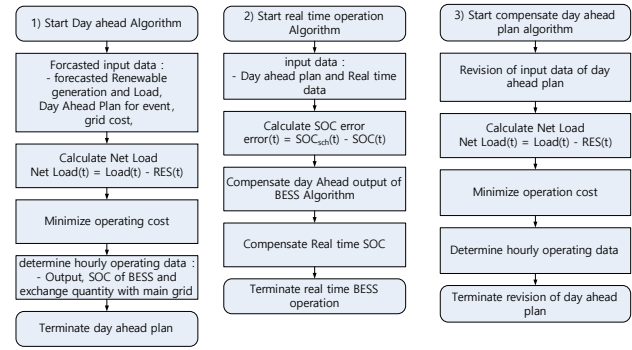 1) Start Day ahead Algorithm
Forcasted input data :
- forecasted Renewable
generation and Load,
Day Ahead Plan for event,
grid cost,
Calculate Net Load
Net Load(t) = Load(t) - RES(t)
Minimize operating cost
determine hourly operating data :
- Output, SOC of BESS and
exchange quantity with main grid
Terminate day ahead plan
2) Start real time operation
Algorithm
input data :
- Day ahead plan and Real time
data
Calculate SOC error
error(t) = SOCsch(t) - SOC(t)
Compensate day Ahead output of
BESS Algorithm
Compensate Real time SOC
Terminate real time BESS
operation
3) Start compensate day ahead
plan algorithm
Revision of input data of day
ahead plan
Calculate Net Load
Net Load(t) = Load(t) - RES(t)
Minimize operation cost
Determine hourly operating data
Terminate revision of day ahead
plan